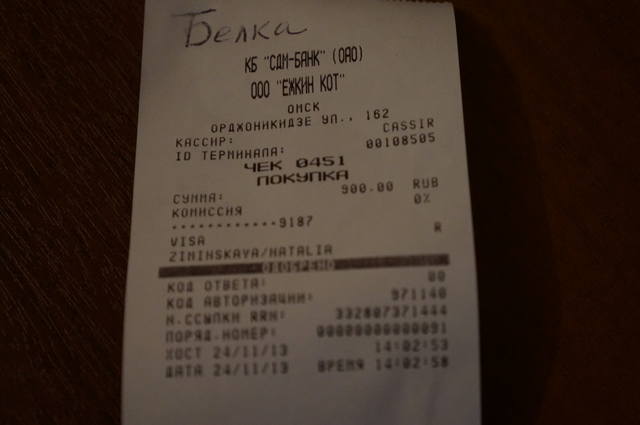 Белка
КБ "СДМ-БАНК" (ОАО)
ООО "ЕЖКИН КОТ"
ОМСК
ОРДЖОНИКИДЗЕ УЛ., 162
КАССИР: CASSIR
ID ТЕРМИНАЛА: 00108505
ЧЕК 0451
ПОКУПКА
СУММА: 900.00 RUB
КОМИССИЯ 0%
************9187
VISA R
ZININSKAYA/NATALIA
ОДОБРЕНО
КОД ОТВЕТА: 00
КОД АВТОРИЗАЦИИ: 971140
N.ССЫЛКИ RRN: 332807371444
ПОРЯД.НОМЕР: 00000000000091
ХОСТ 24/11/13 14:02:53
ДАТА 24/11/13 ВРЕМЯ 14:02:58